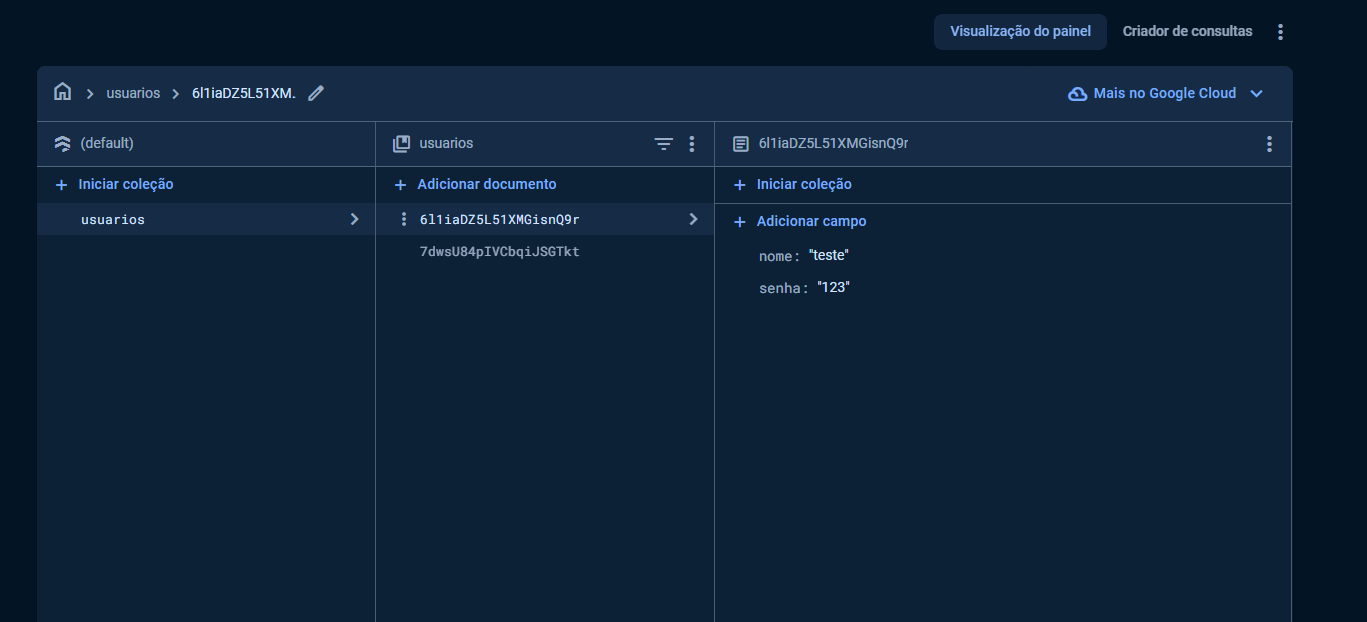 Visualização do painel Criador de consultas
usuarios 6l1iaDZ5L51XM. Mais no Google Cloud
(default) usuarios 6l1iaDZ5L51XMGisnQ9r
Iniciar coleção Adicionar documento Iniciar coleção
usuarios 6l1iaDZ5L51XMGisnQ9r Adicionar campo
7dwsU84pIVCbqiJSGTkt nome: "teste"
senha: "123"